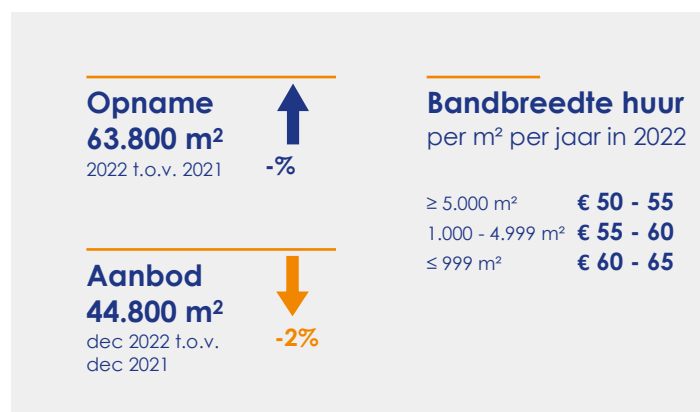 Opname
63.800 m²
2022 t.o.v. 2021
-%
Aanbod
44.800 m²
dec 2022 t.o.v.
dec 2021
-2%
Bandbreedte huur
per m² per jaar in 2022
≥ 5.000 m² € 50 - 55
1.000 - 4.999 m² € 55 - 60
≤ 999 m² € 60 - 65